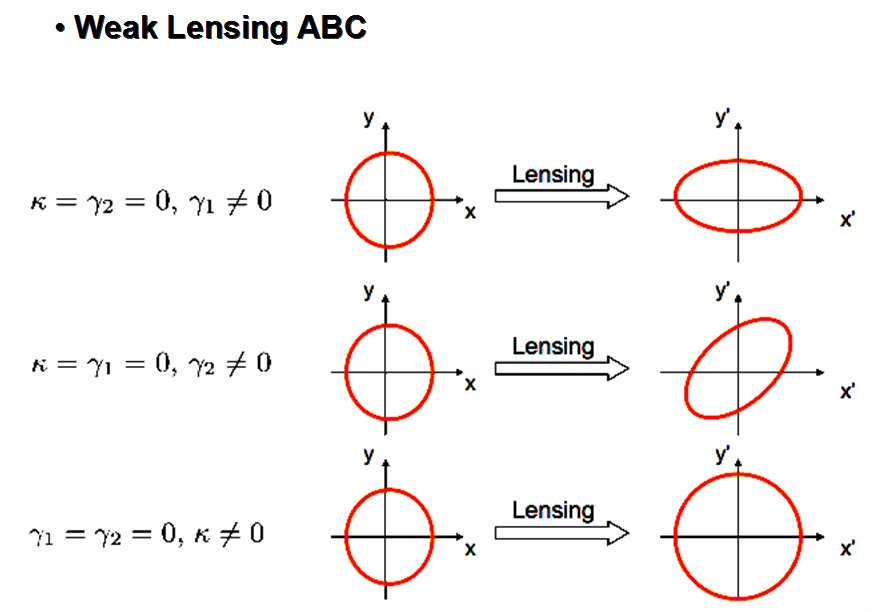 • Weak Lensing ABC
κ = γ₂ = 0, γ₁ ≠ 0
y
x
Lensing
y'
x'
κ = γ₁ = 0, γ₂ ≠ 0
y
x
Lensing
y'
x'
γ₁ = γ₂ = 0, κ ≠ 0
y
x
Lensing
y'
x'